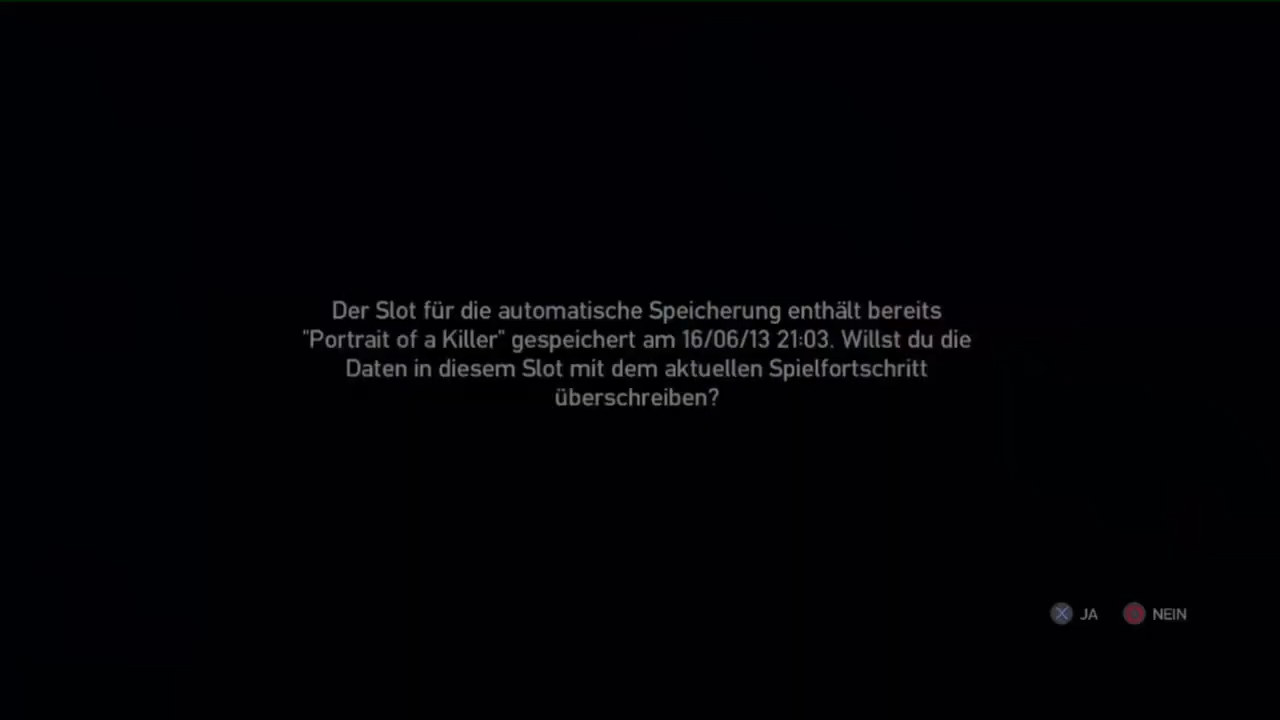 Der Slot für die automatische Speicherung enthält bereits
"Portrait of a Killer" gespeichert am 16/06/13 21:03. Willst du die
Daten in diesem Slot mit dem aktuellen Spielfortschritt
überschreiben?
JA NEIN